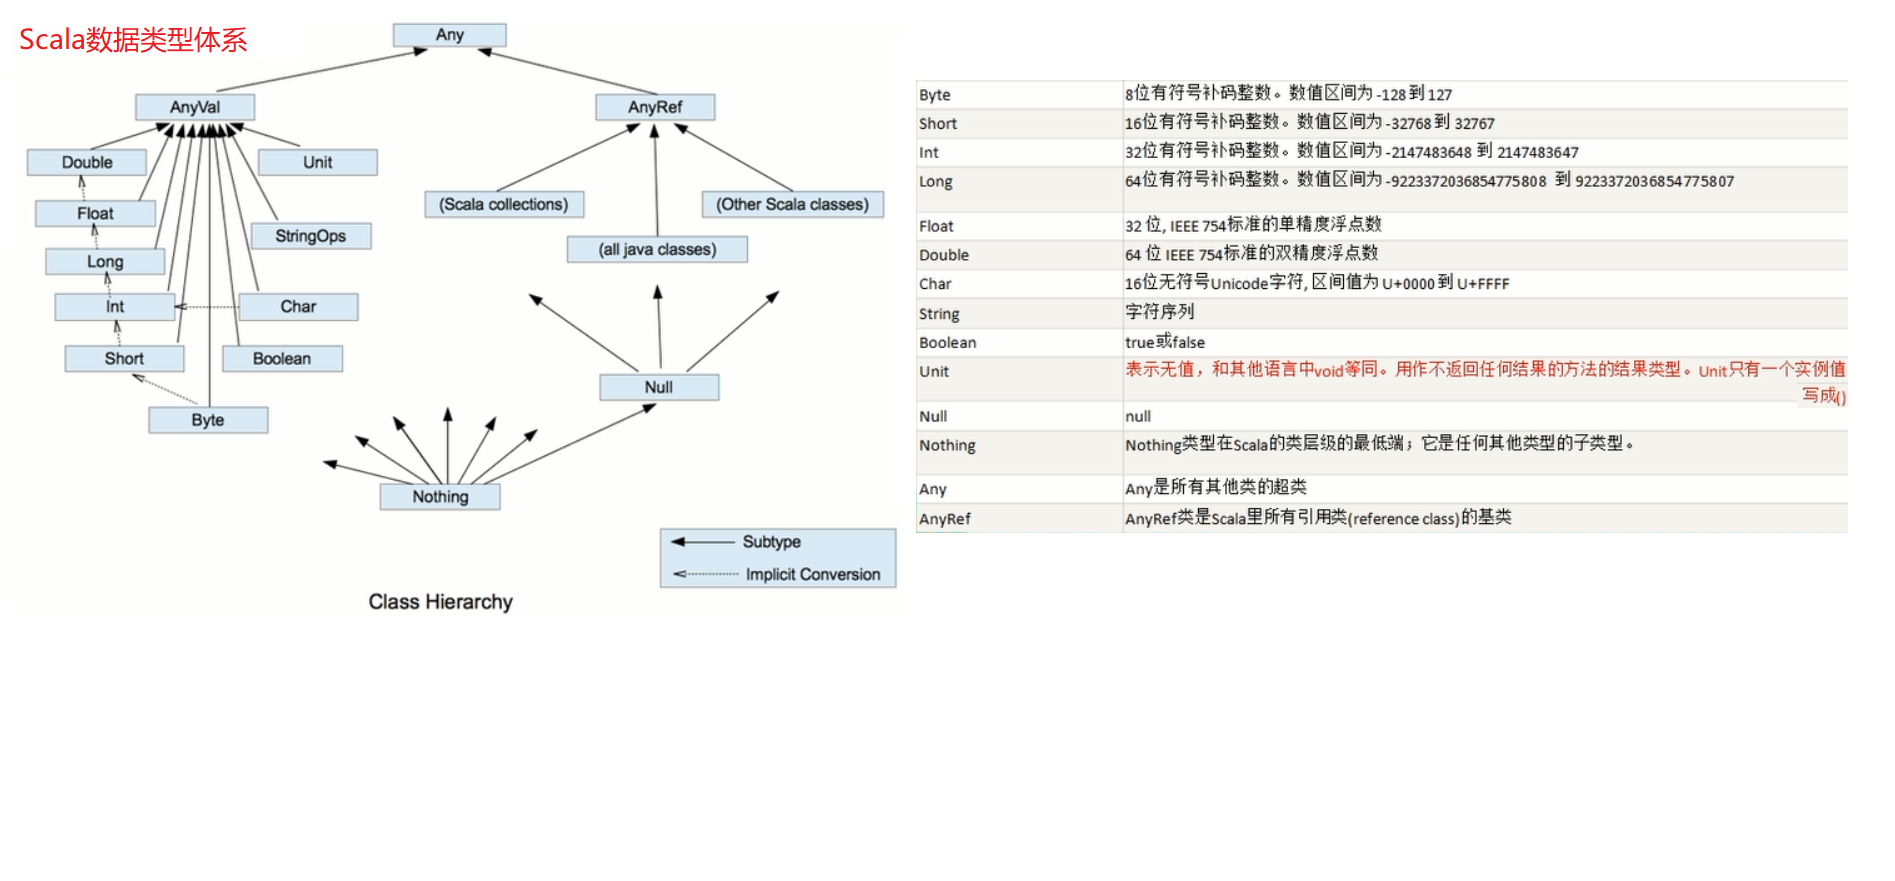 Scala数据类型体系
Any
AnyVal
AnyRef
Double
Unit
Float
(Scala collections)
(Other Scala classes)
StringOps
(all java classes)
Long
Int
Char
Short
Boolean
Null
Byte
Nothing
Subtype
Implicit Conversion
Class Hierarchy
Byte 8位有符号补码整数。数值区间为 -128 到 127
Short 16位有符号补码整数。数值区间为 -32768 到 32767
Int 32位有符号补码整数。数值区间为 -2147483648 到 2147483647
Long 64位有符号补码整数。数值区间为 -9223372036854775808 到 9223372036854775807
Float 32 位, IEEE 754标准的单精度浮点数
Double 64 位 IEEE 754标准的双精度浮点数
Char 16位无符号Unicode字符, 区间值为 U+0000 到 U+FFFF
String 字符序列
Boolean true或false
Unit 表示无值，和其他语言中void等同。用作不返回任何结果的方法的结果类型。Unit只有一个实例值
写成()
Null null
Nothing Nothing类型在Scala的类层级的最低端；它是任何其他类型的子类型。
Any Any是所有其他类的超类
AnyRef AnyRef类是Scala里所有引用类(reference class)的基类